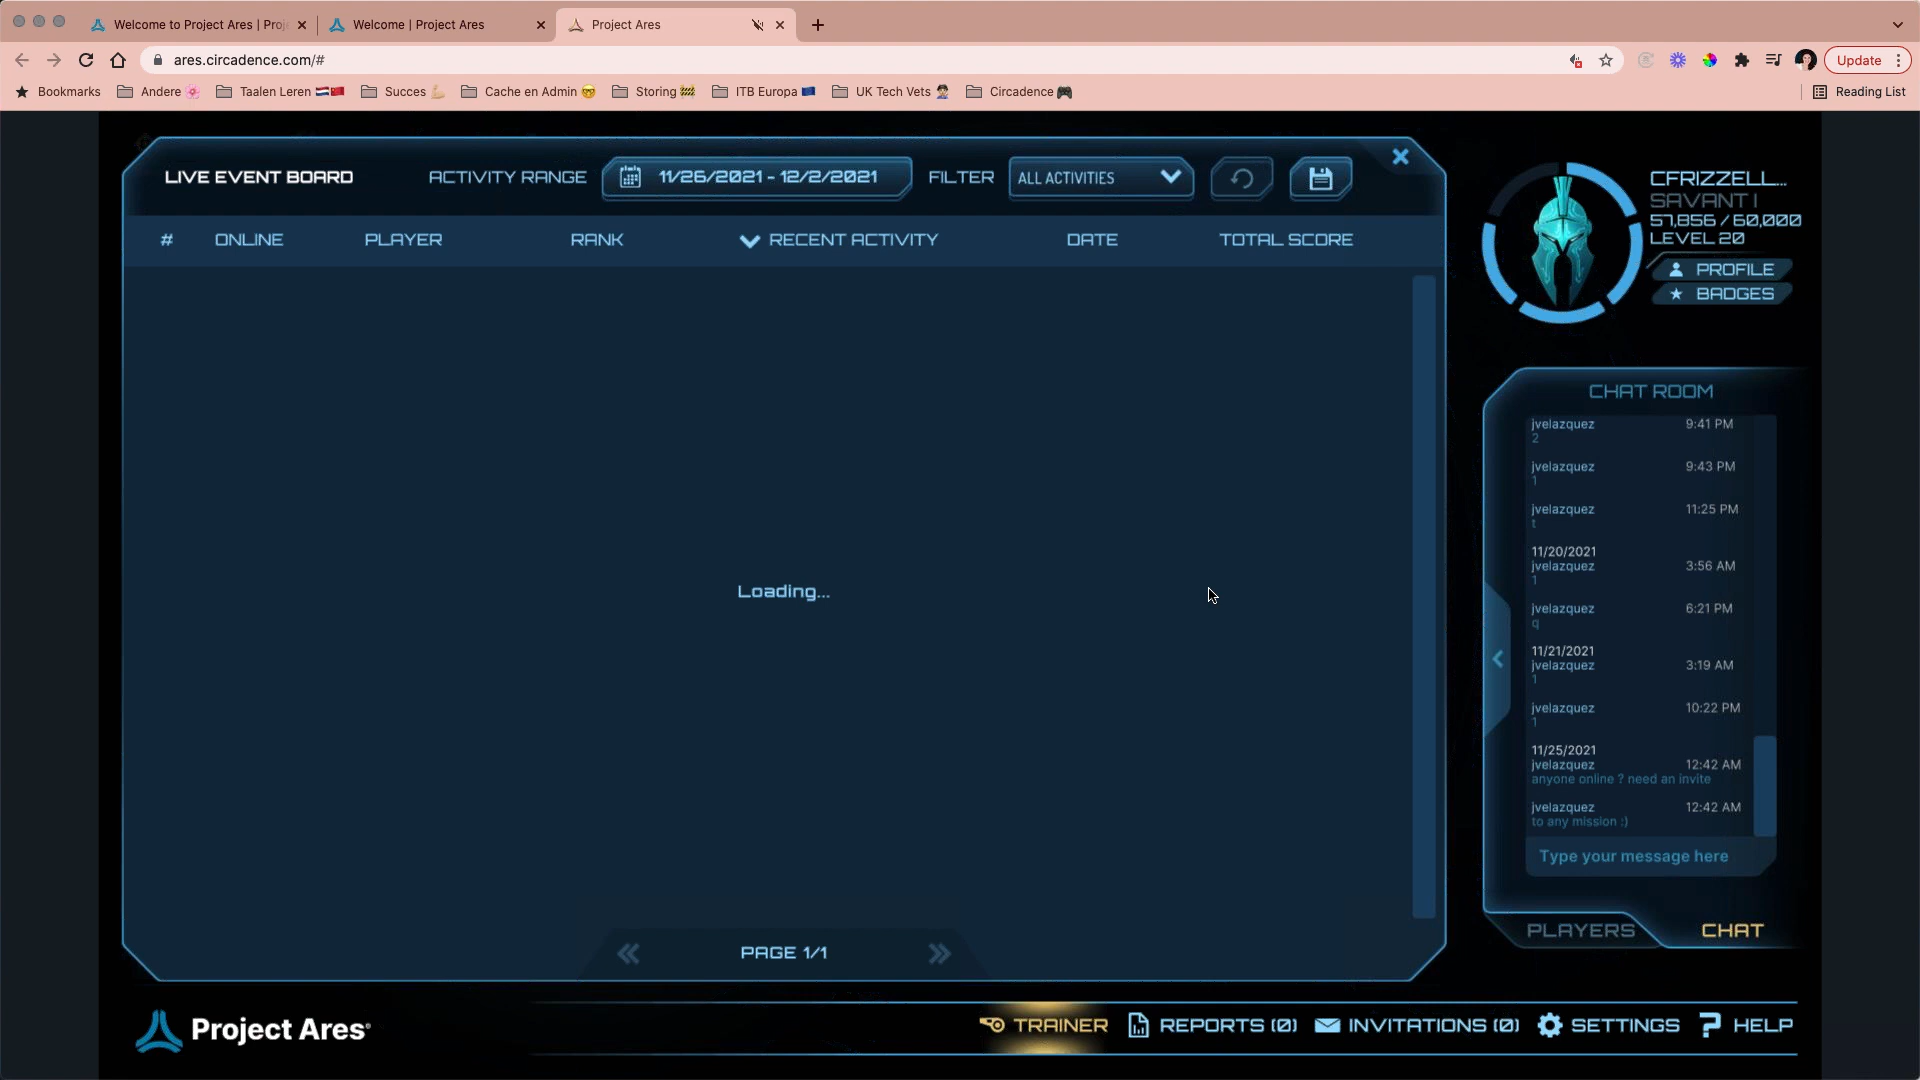 Welcome to Project Ares | Proj
Welcome | Project Ares
Project Ares
ares.circadence.com/#
Update
Bookmarks
Andere
Taalen Leren
Succes
Cache en Admin
Storing
ITB Europa
UK Tech Vets
Circadence
Reading List
LIVE EVENT BOARD
ACTIVITY RANGE
11/26/2021 - 12/2/2021
FILTER
ALL ACTIVITIES
# ONLINE PLAYER RANK RECENT ACTIVITY DATE TOTAL SCORE
Loading...
PAGE 1/1
CFRIZZELL...
SAVANT I
57,856 / 60,000
LEVEL 20
PROFILE
BADGES
CHAT ROOM
jvelazquez 9:41 PM
2
jvelazquez 9:43 PM
1
jvelazquez 11:25 PM
t
11/20/2021
jvelazquez 3:56 AM
1
jvelazquez 6:21 PM
q
11/21/2021
jvelazquez 3:19 AM
1
jvelazquez 10:22 PM
1
11/25/2021
jvelazquez 12:42 AM
anyone online ? need an invite
jvelazquez 12:42 AM
to any mission :)
Type your message here
PLAYERS
CHAT
Project Ares®
TRAINER
REPORTS (0)
INVITATIONS (0)
SETTINGS
HELP